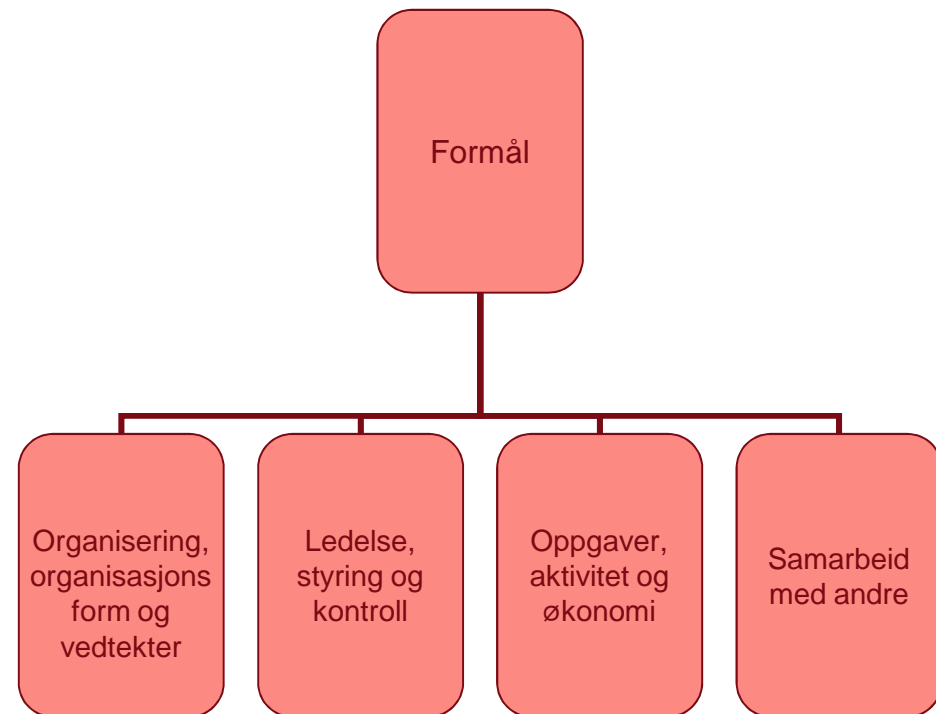 Formål
Organisering,
organisasjons
form og
vedtekter
Ledelse,
styring og
kontroll
Oppgaver,
aktivitet og
økonomi
Samarbeid
med andre